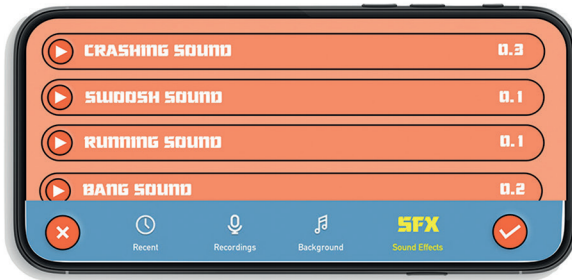 CRASHING SOUND 0.3
SWOOSH SOUND 0.1
RUNNING SOUND 0.1
BANG SOUND 0.2
Recent
Recordings
Background
SFX
Sound Effects